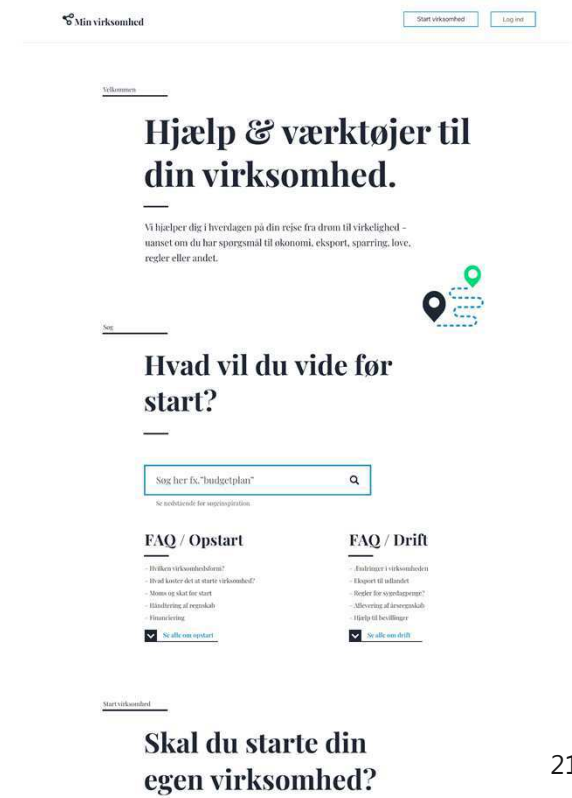 Min virksomhed
Start virksomhed
Log ind
Velkommen
Hjælp & værktøjer til
din virksomhed.
Vi hjælper dig i hverdagen på din rejse fra drøm til virkelighed –
uanset om du har spørgsmål til økonomi, eksport, sparring, love,
regler eller andet.
Søg
Hvad vil du vide før
start?
Søg her fx."budgetplan"
Se nedstående for søgeinspiration
FAQ / Opstart
- Hvilken virksomhedsform?
- Hvad koster det at starte virksomhed?
- Moms og skat før start
- Håndtering af regnskab
- Financiering
Se alle om opstart
FAQ / Drift
- Ændringer i virksomheden
- Eksport til udlandet
- Regler for sygedagpenge?
- Aflevering af årsregnskab
- Hjælp til bevillinger
Se alle om drift
Start virksomhed
Skal du starte din
egen virksomhed?
21